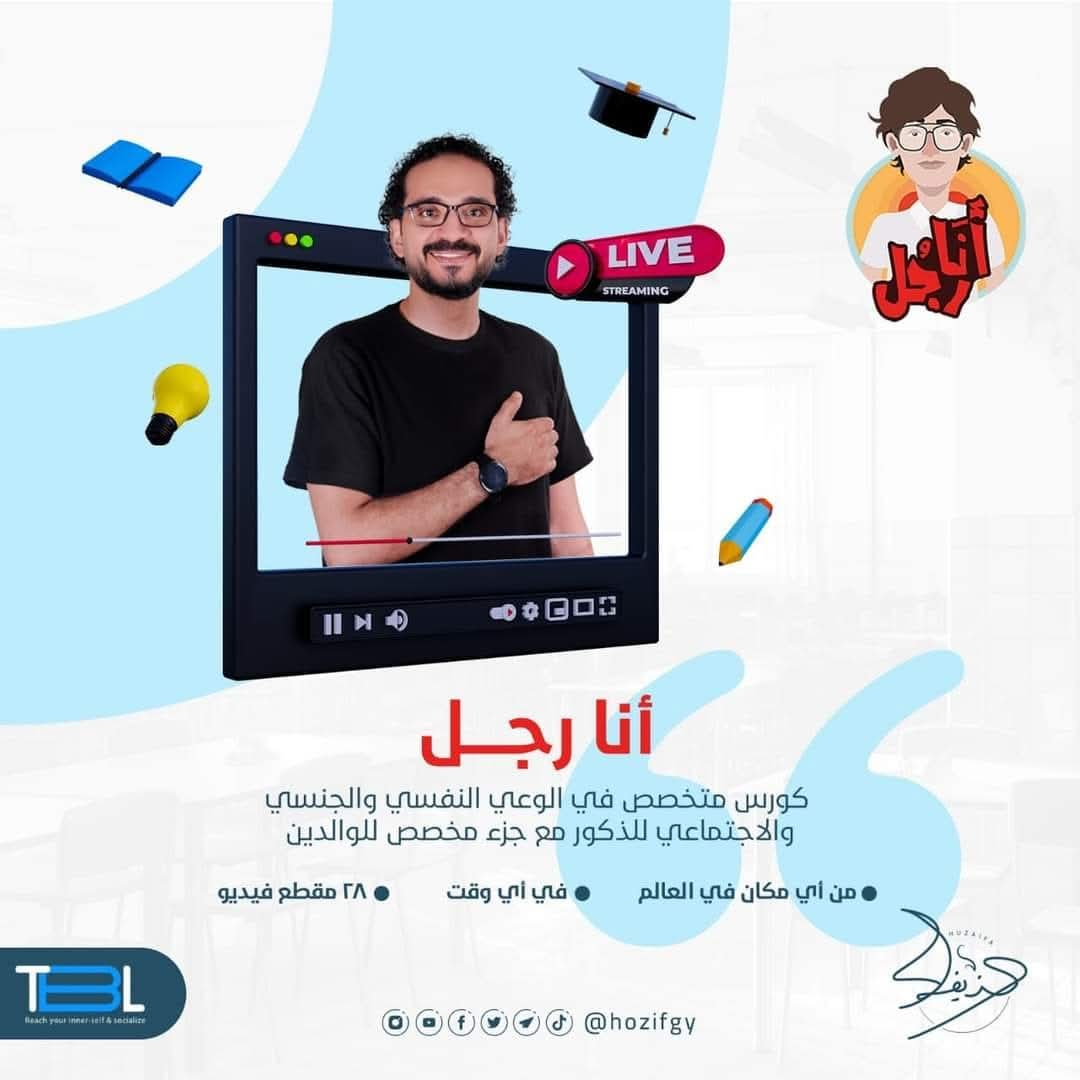 LIVE
STREAMING
أنا
رجل
أنا رجل
كورس متخصص في الوعي النفسي والجنسي
والاجتماعي للذكور مع جزء مخصص للوالدين
● من أي مكان في العالم ● في أي وقت ● ٢٨ مقطع فيديو
HUZAIFA
حذيفة
TBL
Reach your inner-self & socialize
@hozifgy